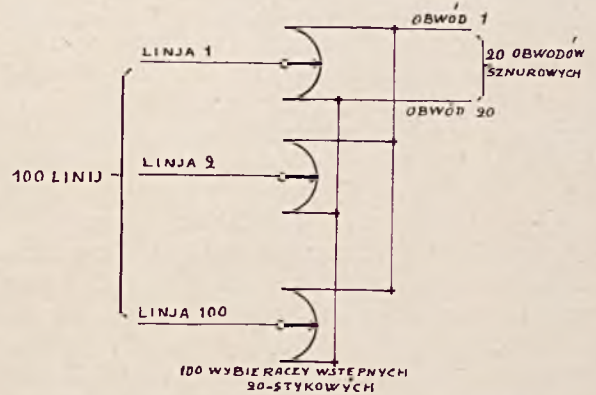 OBWÓD 1
LINJA 1
20 OBWODÓW
SZNUROWYCH
OBWÓD 20
LINJA 2
100 LINIJ
LINJA 100
100 WYBIERACZY WSTĘPNYCH
20-STYKOWYCH